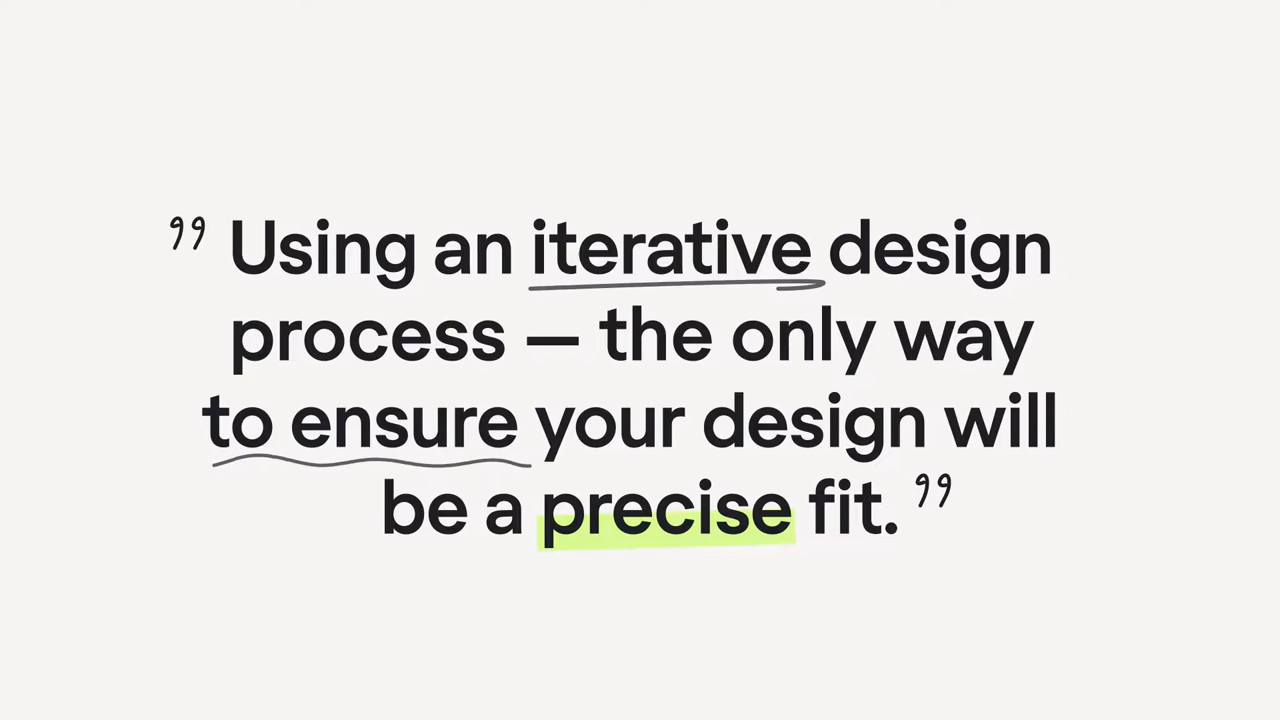 ” Using an iterative design
process — the only way
to ensure your design will
be a precise fit. ”